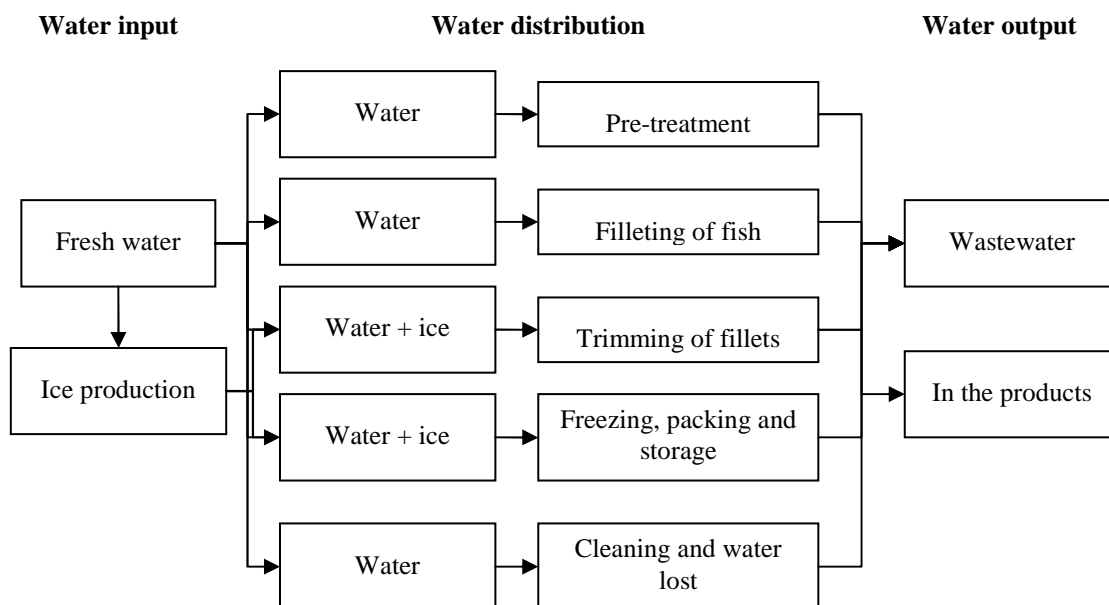 Water input
Water distribution
Water output
Water
Pre-treatment
Water
Filleting of fish
Fresh water
Wastewater
Water + ice
Trimming of fillets
Ice production
In the products
Water + ice
Freezing, packing and
storage
Water
Cleaning and water
lost